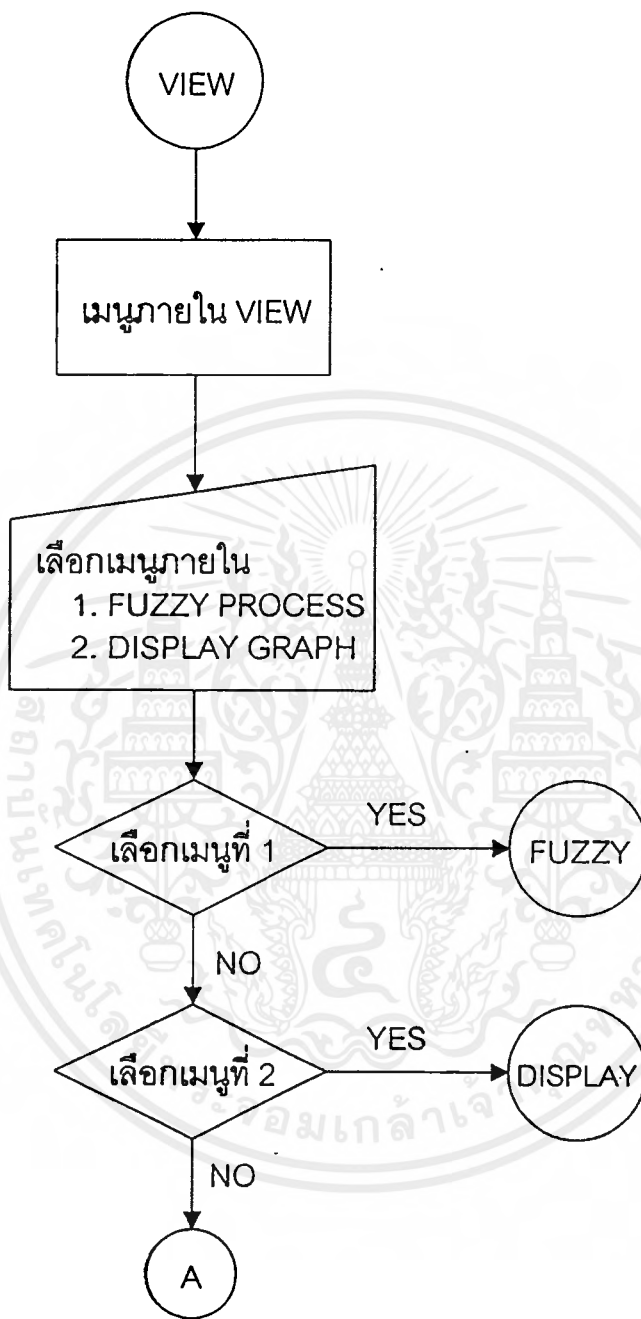 VIEW
เมนูภายใน VIEW
เลือกเมนูภายใน
1. FUZZY PROCESS
2. DISPLAY GRAPH
เลือกเมนูที่ 1
YES
FUZZY
NO
เลือกเมนูที่ 2
YES
DISPLAY
NO
A